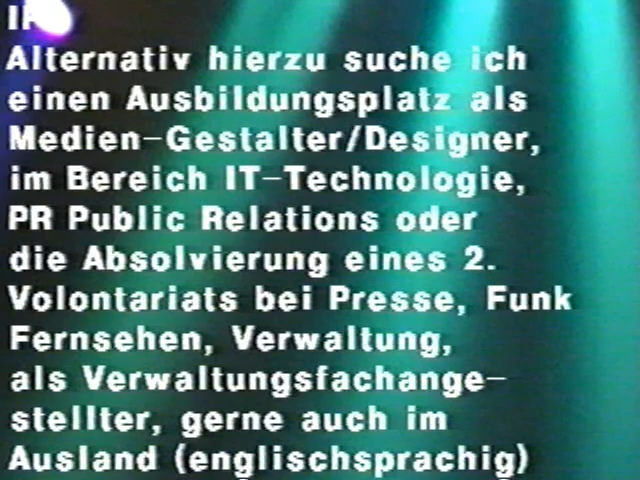 Alternativ hierzu suche ich
einen Ausbildungsplatz als
Medien-Gestalter/Designer,
im Bereich IT-Technologie,
PR Public Relations oder
die Absolvierung eines 2.
Volontariats bei Presse, Funk
Fernsehen, Verwaltung,
als Verwaltungsfachange-
stellter, gerne auch im
Ausland (englischsprachig)